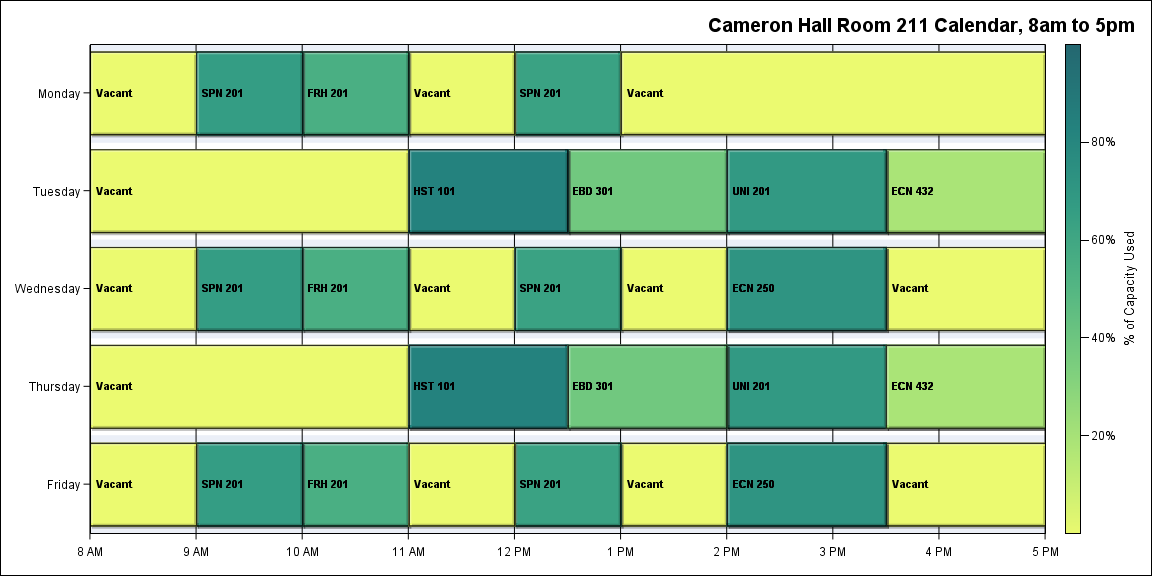 Cameron Hall Room 211 Calendar, 8am to 5pm
Monday
Vacant SPN 201 FRH 201 Vacant SPN 201 Vacant
Tuesday
Vacant HST 101 EBD 301 UNI 201 ECN 432
Wednesday
Vacant SPN 201 FRH 201 Vacant SPN 201 Vacant ECN 250 Vacant
Thursday
Vacant HST 101 EBD 301 UNI 201 ECN 432
Friday
Vacant SPN 201 FRH 201 Vacant SPN 201 Vacant ECN 250 Vacant
8 AM 9 AM 10 AM 11 AM 12 PM 1 PM 2 PM 3 PM 4 PM 5 PM
80%
60%
40%
20%
% of Capacity Used